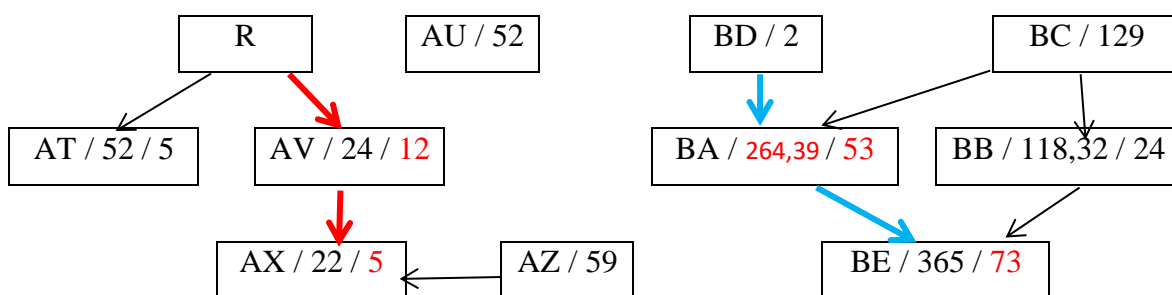 R
AU / 52
BD / 2
BC / 129
AT / 52 / 5
AV / 24 / 12
BA / 264,39 / 53
BB / 118,32 / 24
AX / 22 / 5
AZ / 59
BE / 365 / 73